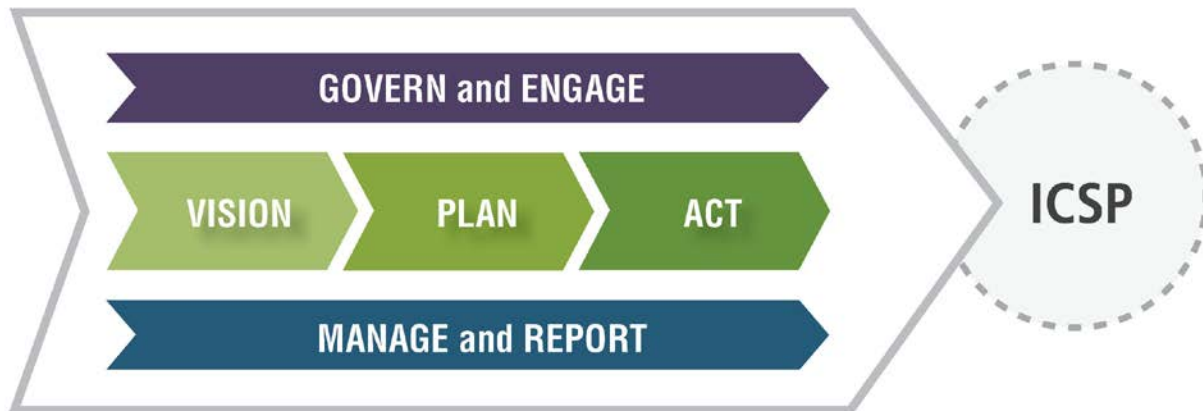 GOVERN and ENGAGE
VISION
PLAN
ACT
MANAGE and REPORT
ICSP